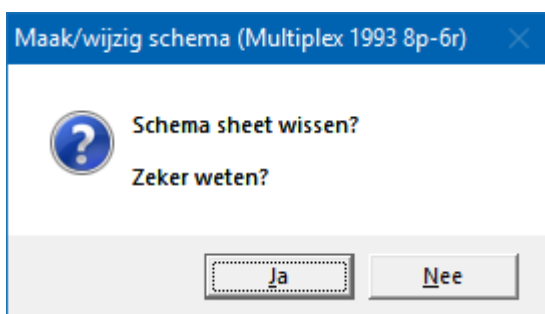 Maak/wijzig schema (Multiplex 1993 8p-6r)
Schema sheet wissen?
Zeker weten?
Ja
Nee